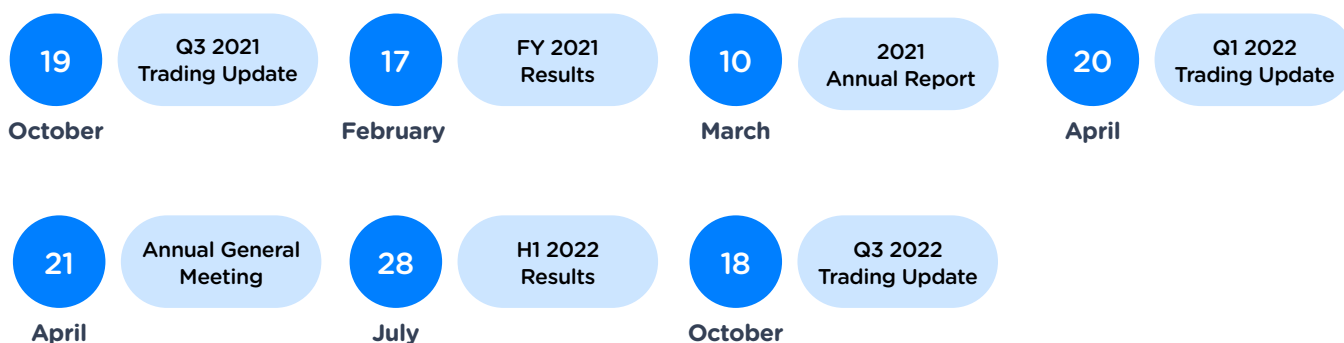 19
Q3 2021
Trading Update
October
17
FY 2021
Results
February
10
2021
Annual Report
March
20
Q1 2022
Trading Update
April
21
Annual General
Meeting
April
28
H1 2022
Results
July
18
Q3 2022
Trading Update
October